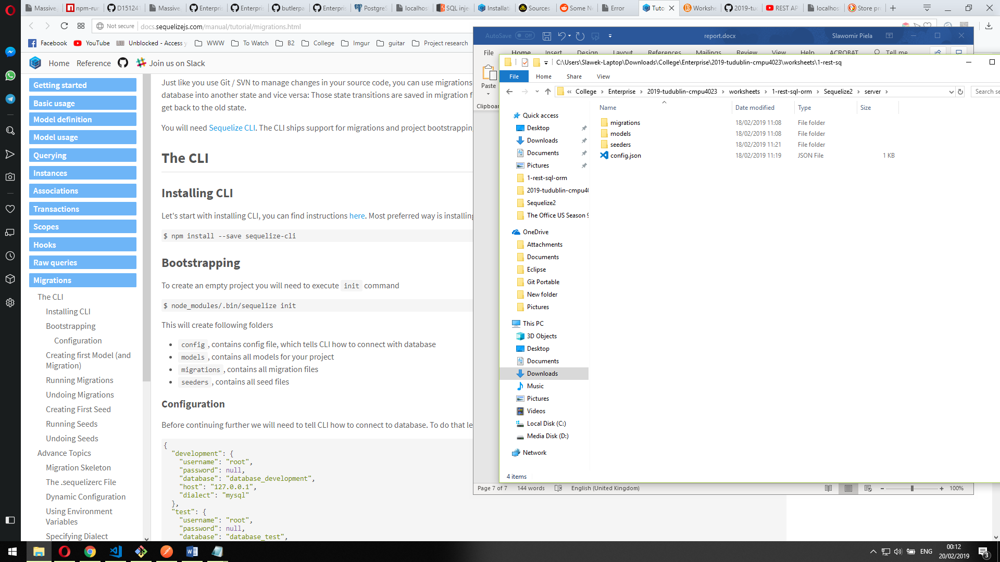 Massive.
npm-rur
D15124
Massive.
Enterpris
Enterpris
butlerpa
Enterpris
PostgreS
localhos
SQL inje
Installati
Sources
Some N
Error
Tuto
Workshe
2019-tu
REST AP
localhos
Store pr
Not secure
docs.sequelizejs.com/manual/tutorial/migrations.html
Facebook
YouTube
Unblocked - Access y
WWW
To Watch
B2
College
Imgur
guitar
Project research
Home
Reference
Join us on Slack
Getting started
Basic usage
Model definition
Model usage
Querying
Instances
Associations
Transactions
Scopes
Hooks
Raw queries
Migrations
The CLI
Installing CLI
Bootstrapping
Configuration
Creating first Model (and
Migration)
Running Migrations
Undoing Migrations
Creating First Seed
Running Seeds
Undoing Seeds
Advance Topics
Migration Skeleton
The .sequelizerc File
Dynamic Configuration
Using Environment
Variables
Specifying Dialect
Just like you use Git / SVN to manage changes in your source code, you can use migrations
database into another state and vice versa: Those state transitions are saved in migration f
get back to the old state.
You will need Sequelize CLI. The CLI ships support for migrations and project bootstrappin
The CLI
Installing CLI
Let's start with installing CLI, you can find instructions here. Most preferred way is installing
$ npm install --save sequelize-cli
Bootstrapping
To create an empty project you will need to execute init command
$ node_modules/.bin/sequelize init
This will create following folders
• config , contains config file, which tells CLI how to connect with database
• models , contains all models for your project
• migrations , contains all migration files
• seeders , contains all seed files
Configuration
Before continuing further we will need to tell CLI how to connect to database. To do that le
{
"development": {
"username": "root",
"password": null,
"database": "database_development",
"host": "127.0.0.1",
"dialect": "mysql"
},
"test": {
"username": "root",
"password": null,
"database": "database_test",
AutoSave
Off
report.docx
Slawomir Piela
File
Home
Insert
Design
Layout
References
Mailings
Review
View
Help
ACROBAT
Tell me
Paste
Clipboar
C:\Users\Slawek-Laptop\Downloads\College\Enterprise\2019-tudublin-cmpu4023\worksheets\1-rest-sq
File
Home
Share
View
« College > Enterprise > 2019-tudublin-cmpu4023 > worksheets > 1-rest-sql-orm > Sequelize2 > server >
Search se
Name
Date modified
Type
Size
migrations 18/02/2019 11:08 File folder
models 18/02/2019 11:08 File folder
seeders 18/02/2019 11:21 File folder
config.json 18/02/2019 11:19 JSON File 1 KB
Quick access
Desktop
Downloads
Documents
Pictures
1-rest-sql-orm
2019-tudublin-cmpu40
Sequelize2
The Office US Season 9
OneDrive
Attachments
Documents
Eclipse
Git Portable
New folder
Pictures
This PC
3D Objects
Desktop
Documents
Downloads
Music
Pictures
Videos
Local Disk (C:)
Media Disk (D:)
Network
4 items
Page 7 of 7
144 words
English (United Kingdom)
100%
ENG
00:12
20/02/2019
3